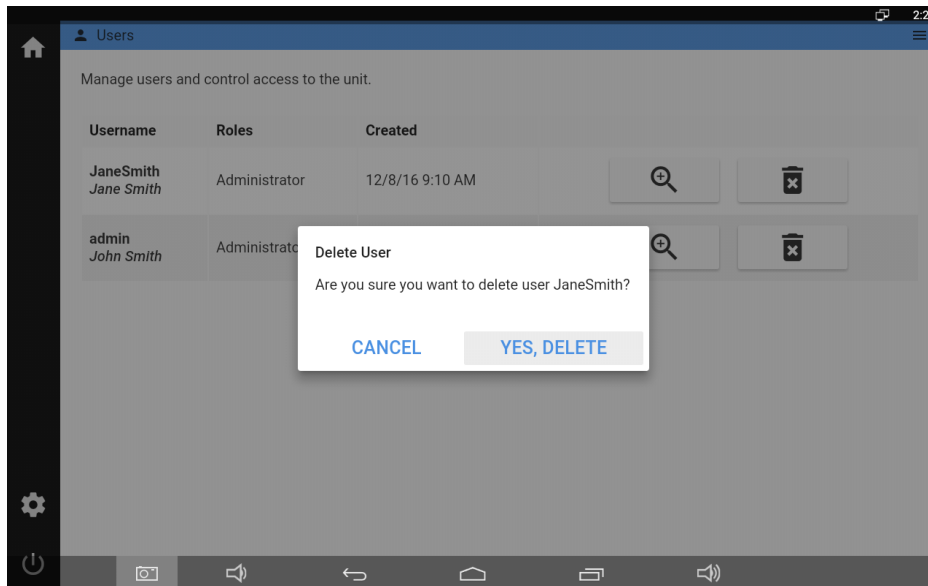 2:2
Users
Manage users and control access to the unit.
Username Roles Created
JaneSmith
Jane Smith
Administrator
12/8/16 9:10 AM
admin
John Smith
Administrato
Delete User
Are you sure you want to delete user JaneSmith?
CANCEL YES, DELETE